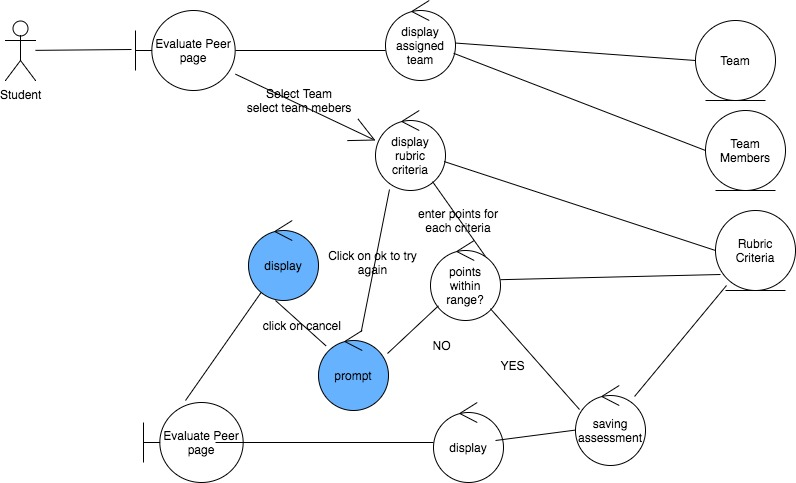 Student
Evaluate Peer
page
display
assigned
team
Team
Select Team
select team mebers
display
rubric
criteria
Team
Members
enter points for
each criteria
Rubric
Criteria
display
Click on ok to try
again
points
within
range?
click on cancel
NO
YES
prompt
Evaluate Peer
page
display
saving
assessment